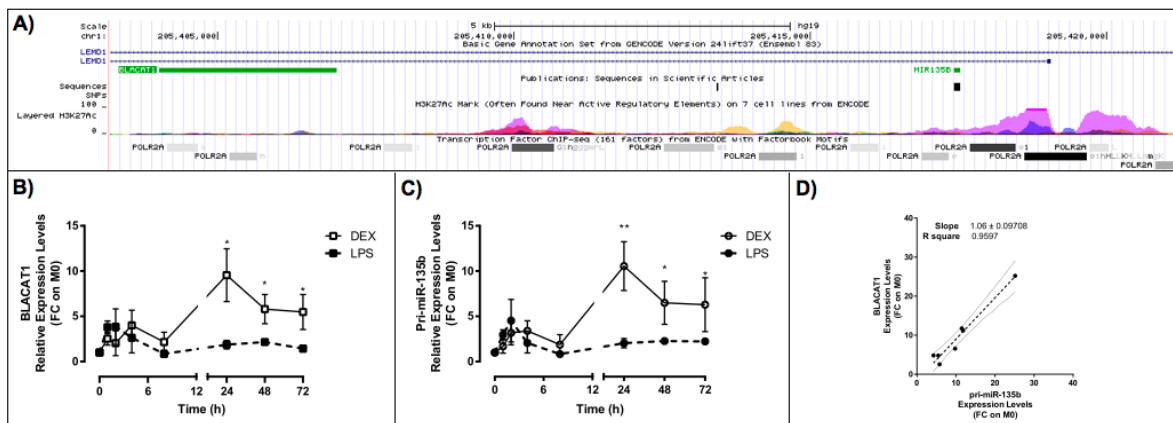 A)
Scale 5 kb hg19
chr1: 205,405,000 205,410,000 205,415,000 205,420,000
Basic Gene Annotation Set from GENCODE Version 24lift37 (Ensembl 83)
LEMD1
LEMD1
BLACAT1 MIR135B
Publications: Sequences in Scientific Articles
Sequences
SNPs
H3K27Ac Mark (Often Found Near Active Regulatory Elements) on 7 cell lines from ENCODE
100
Layered H3K27Ac
0
Transcription Factor ChIP-seq (161 factors) from ENCODE with Factorbook Motifs
POLR2A POLR2A POLR2A POLR2A POLR2A POLR2A POLR2A
POLR2A POLR2A POLR2A POLR2A
POLR2A
B)
BLACAT1
Relative Expression Levels
(FC on M0)
15
10
5
0
DEX
LPS
* * *
0 6 12 24 48 72
Time (h)
C)
Pri-miR-135b
Relative Expression Levels
(FC on M0)
15
10
5
0
DEX
LPS
** * *
0 6 12 24 48 72
Time (h)
D)
BLACAT1
Expression Levels
(FC on M0)
40
30
20
10
0
Slope 1.06 ± 0.09708
R square 0.9597
0 10 20 30 40
pri-miR-135b
Expression Levels
(FC on M0)